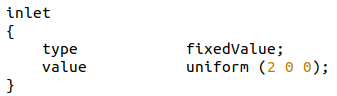 inlet
{
    type            fixedValue;
    value           uniform (2 0 0);
}